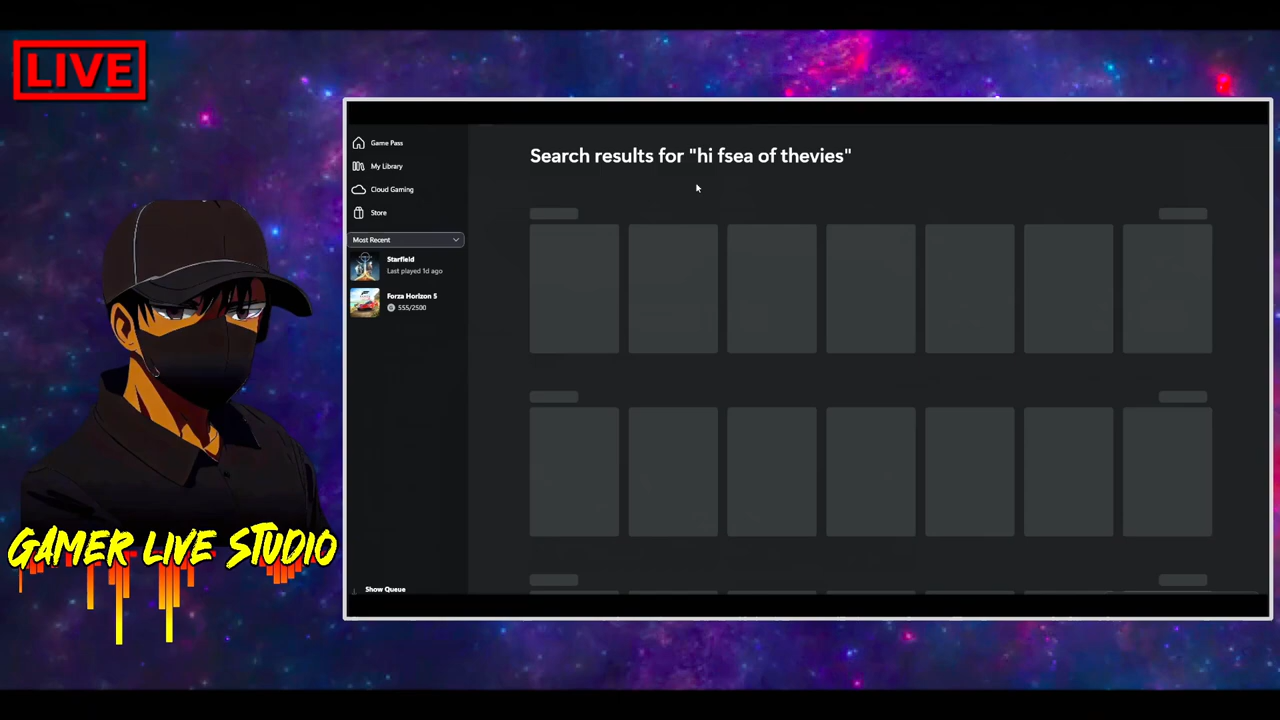 LIVE
Game Pass
My Library
Cloud Gaming
Store
Most Recent
Starfield
Last played 1d ago
Forza Horizon 5
555/2500
Show Queue
Search results for "hi fsea of thevies"
GAMER LIVE STUDIO